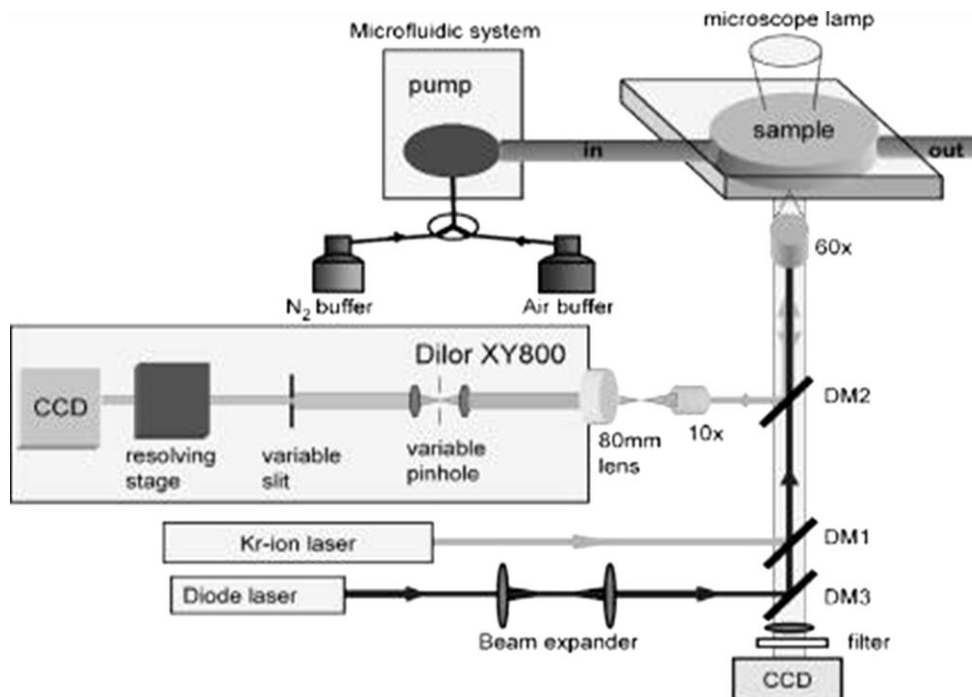 microscope lamp
Microfluidic system
pump
sample
in
out
60x
N2 buffer
Air buffer
Dilor XY800
CCD
DM2
10x
80mm
lens
resolving
stage
variable
slit
variable
pinhole
Kr-ion laser
DM1
Diode laser
DM3
Beam expander
filter
CCD